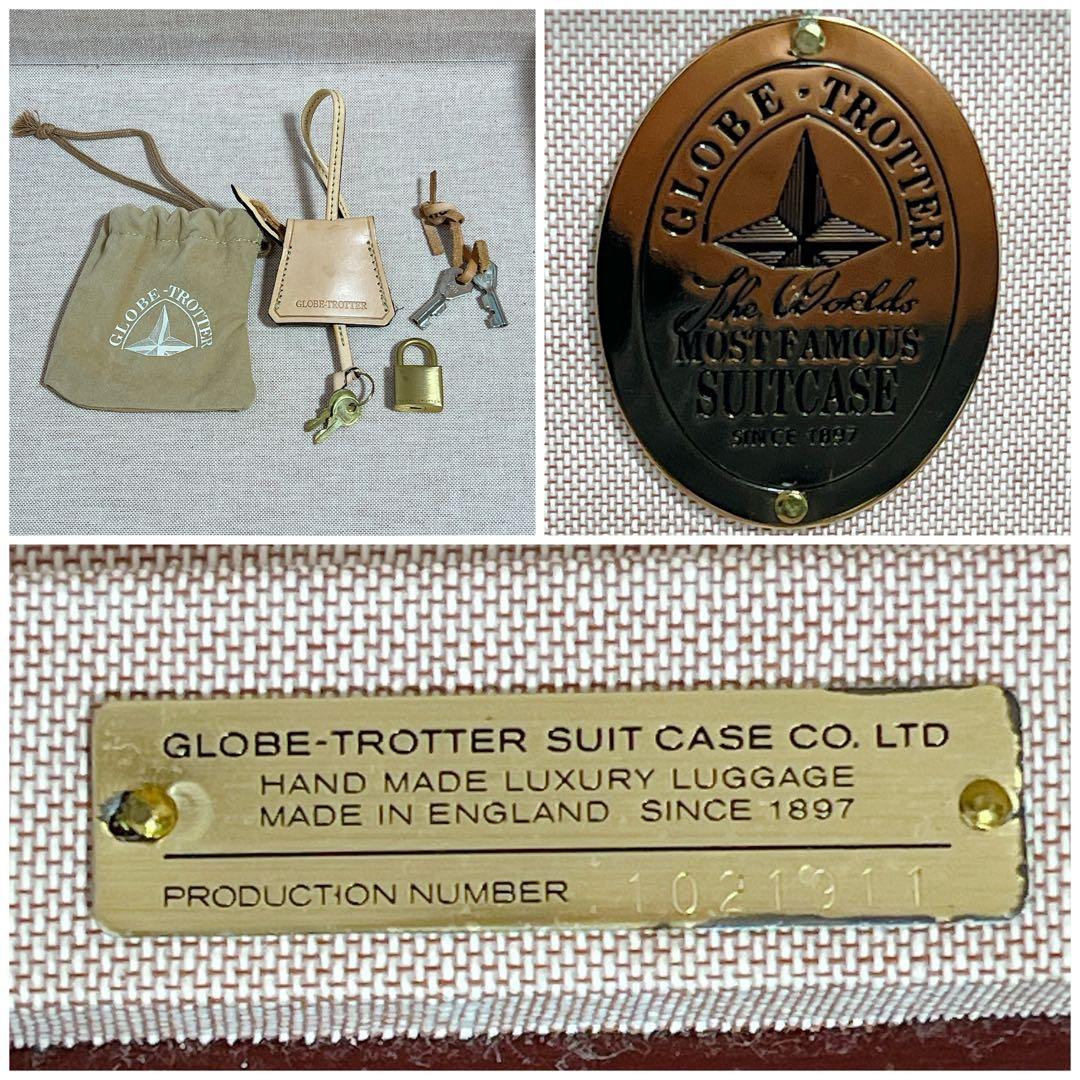 GLOBE-TROTTER
GLOBE-TROTTER
GLOBE·TROTTER
The Worlds
MOST FAMOUS
SUITCASE
SINCE 1897
GLOBE-TROTTER SUIT CASE CO. LTD
HAND MADE LUXURY LUGGAGE
MADE IN ENGLAND SINCE 1897
PRODUCTION NUMBER 1021911